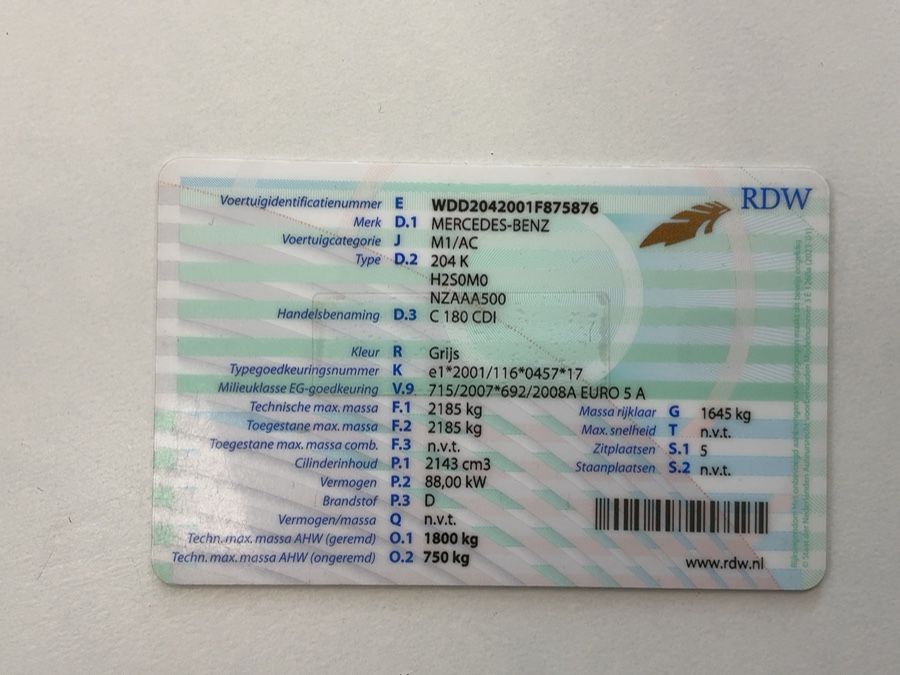 RDW
Voertuigidentificatienummer E WDD2042001F875876
Merk D.1 MERCEDES-BENZ
Voertuigcategorie J M1/AC
Type D.2 204 K
H2S0M0
NZAAA500
Handelsbenaming D.3 C 180 CDI
Kleur R Grijs
Typegoedkeuringsnummer K e1*2001/116*0457*17
Milieuklasse EG-goedkeuring V.9 715/2007*692/2008A EURO 5 A
Technische max. massa F.1 2185 kg Massa rijklaar G 1645 kg
Toegestane max. massa F.2 2185 kg Max. snelheid T n.v.t.
Toegestane max. massa comb. F.3 n.v.t. Zitplaatsen S.1 5
Cilinderinhoud P.1 2143 cm3 Staanplaatsen S.2 n.v.t.
Vermogen P.2 88,00 kW
Brandstof P.3 D
Vermogen/massa Q n.v.t.
Techn. max. massa AHW (geremd) O.1 1800 kg
Techn. max. massa AHW (ongeremd) O.2 750 kg
www.rdw.nl